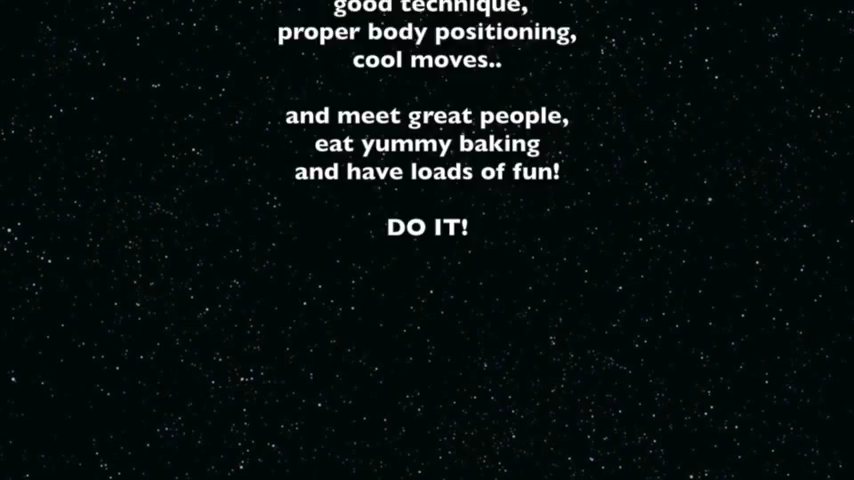 good technique,
proper body positioning,
cool moves..
and meet great people,
eat yummy baking
and have loads of fun!
DO IT!